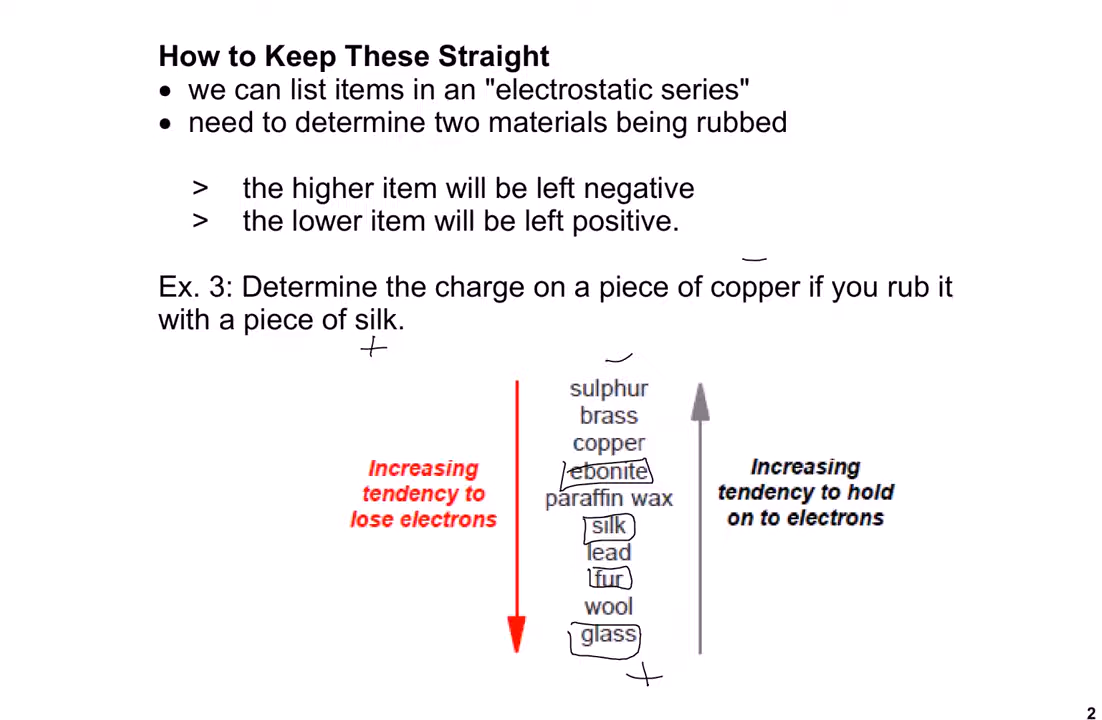 How to Keep These Straight
• we can list items in an "electrostatic series"
• need to determine two materials being rubbed
> the higher item will be left negative
> the lower item will be left positive.
−
Ex. 3: Determine the charge on a piece of copper if you rub it
with a piece of silk.
+
−
sulphur
brass
copper
ebonite
paraffin wax
silk
lead
fur
wool
glass
+
Increasing
tendency to
lose electrons
Increasing
tendency to hold
on to electrons
2